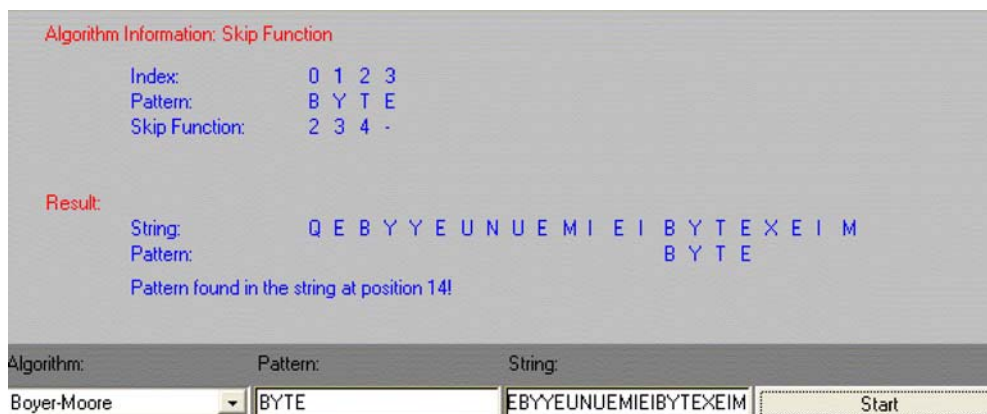 Algorithm Information: Skip Function
Index: 0 1 2 3
Pattern: B Y T E
Skip Function: 2 3 4 -
Result:
String: Q E B Y Y E U N U E M I E I B Y T E X E I M
Pattern: B Y T E
Pattern found in the string at position 14!
Algorithm: Pattern: String:
Boyer-Moore BYTE EBYYEUNUEMIEIBYTEXEIM Start